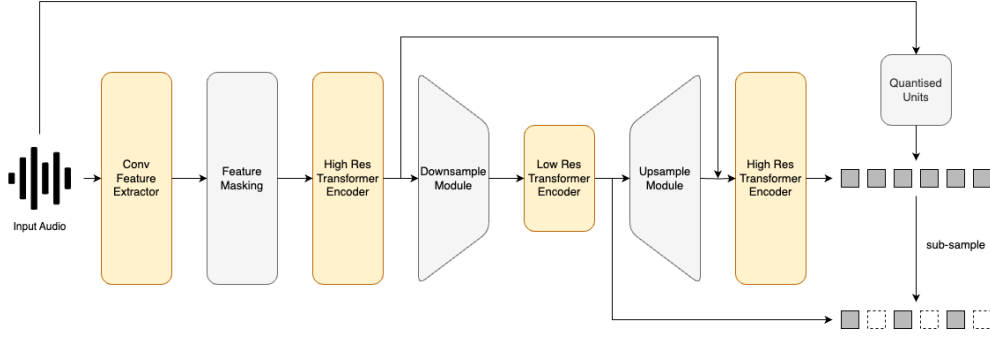 Input Audio
Conv
Feature
Extractor
Feature
Masking
High Res
Transformer
Encoder
Downsample
Module
Low Res
Transformer
Encoder
Upsample
Module
High Res
Transformer
Encoder
Quantised
Units
sub-sample